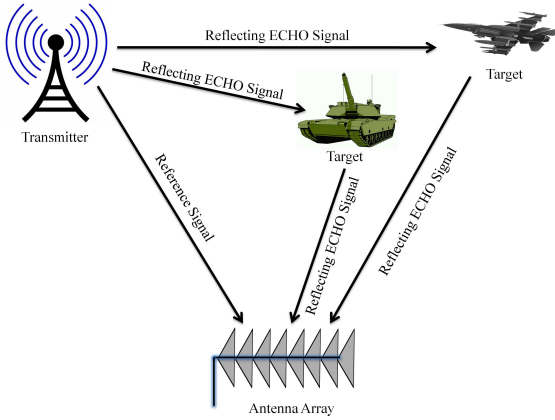 Reflecting ECHO Signal
Reflecting ECHO Signal
Target
Transmitter
Target
Reference Signal
Reflecting ECHO Signal
Reflecting ECHO Signal
Antenna Array